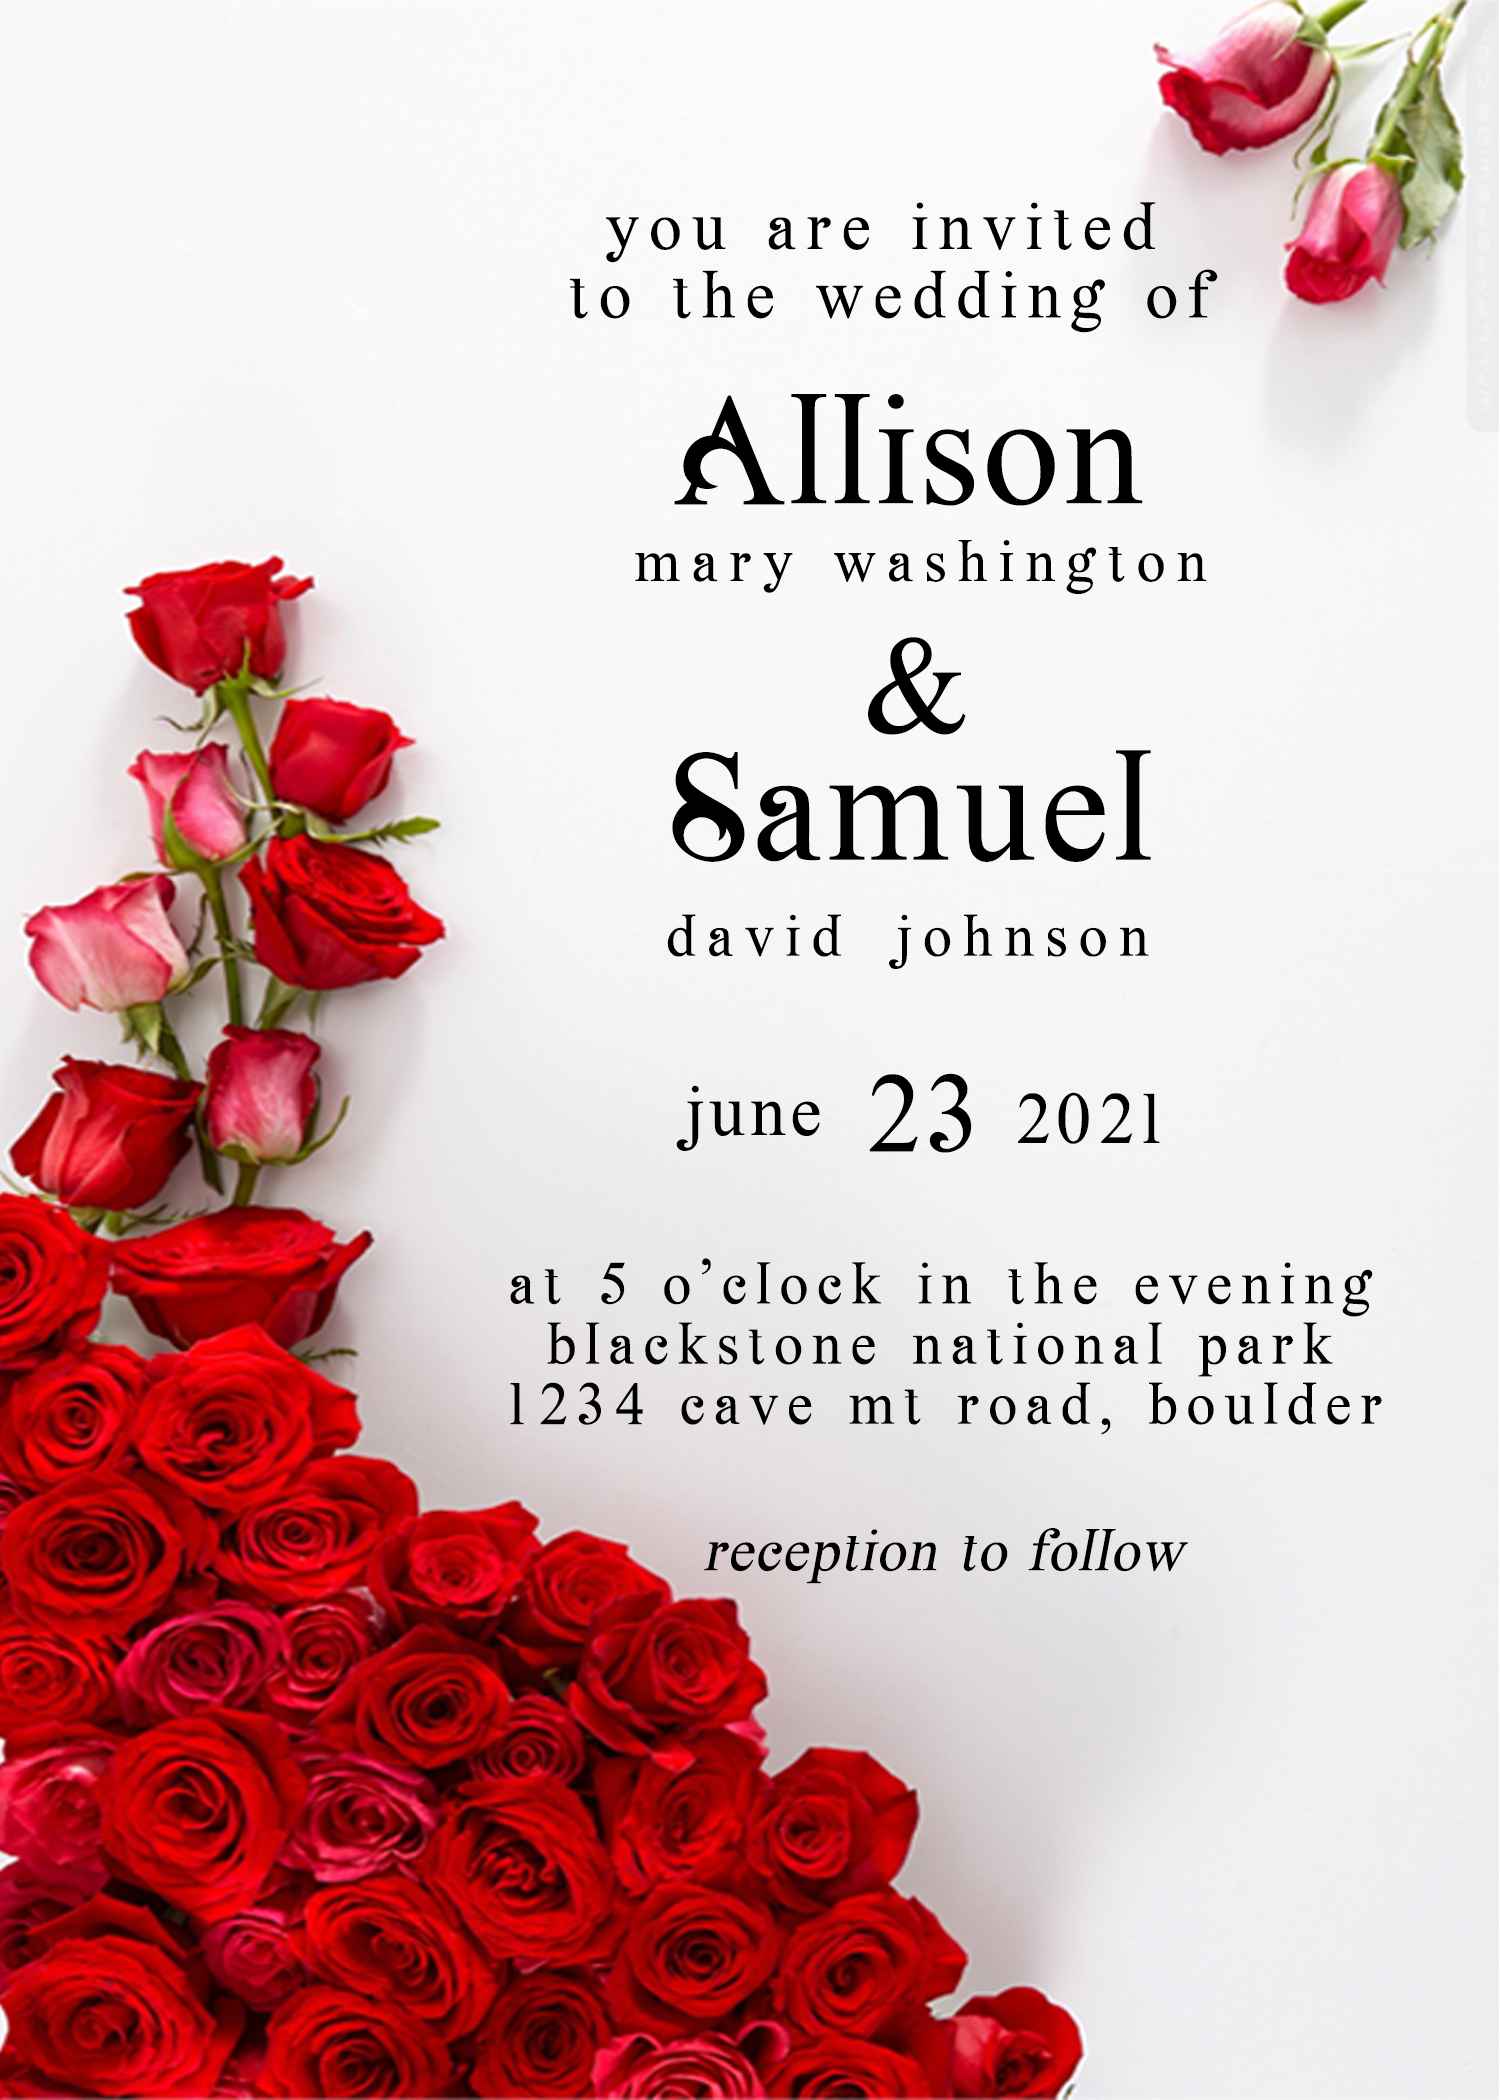 you are invited
to the wedding of
Allison
mary washington
&
Samuel
david johnson
june 23 2021
at 5 o’clock in the evening
blackstone national park
1234 cave mt road, boulder
reception to follow